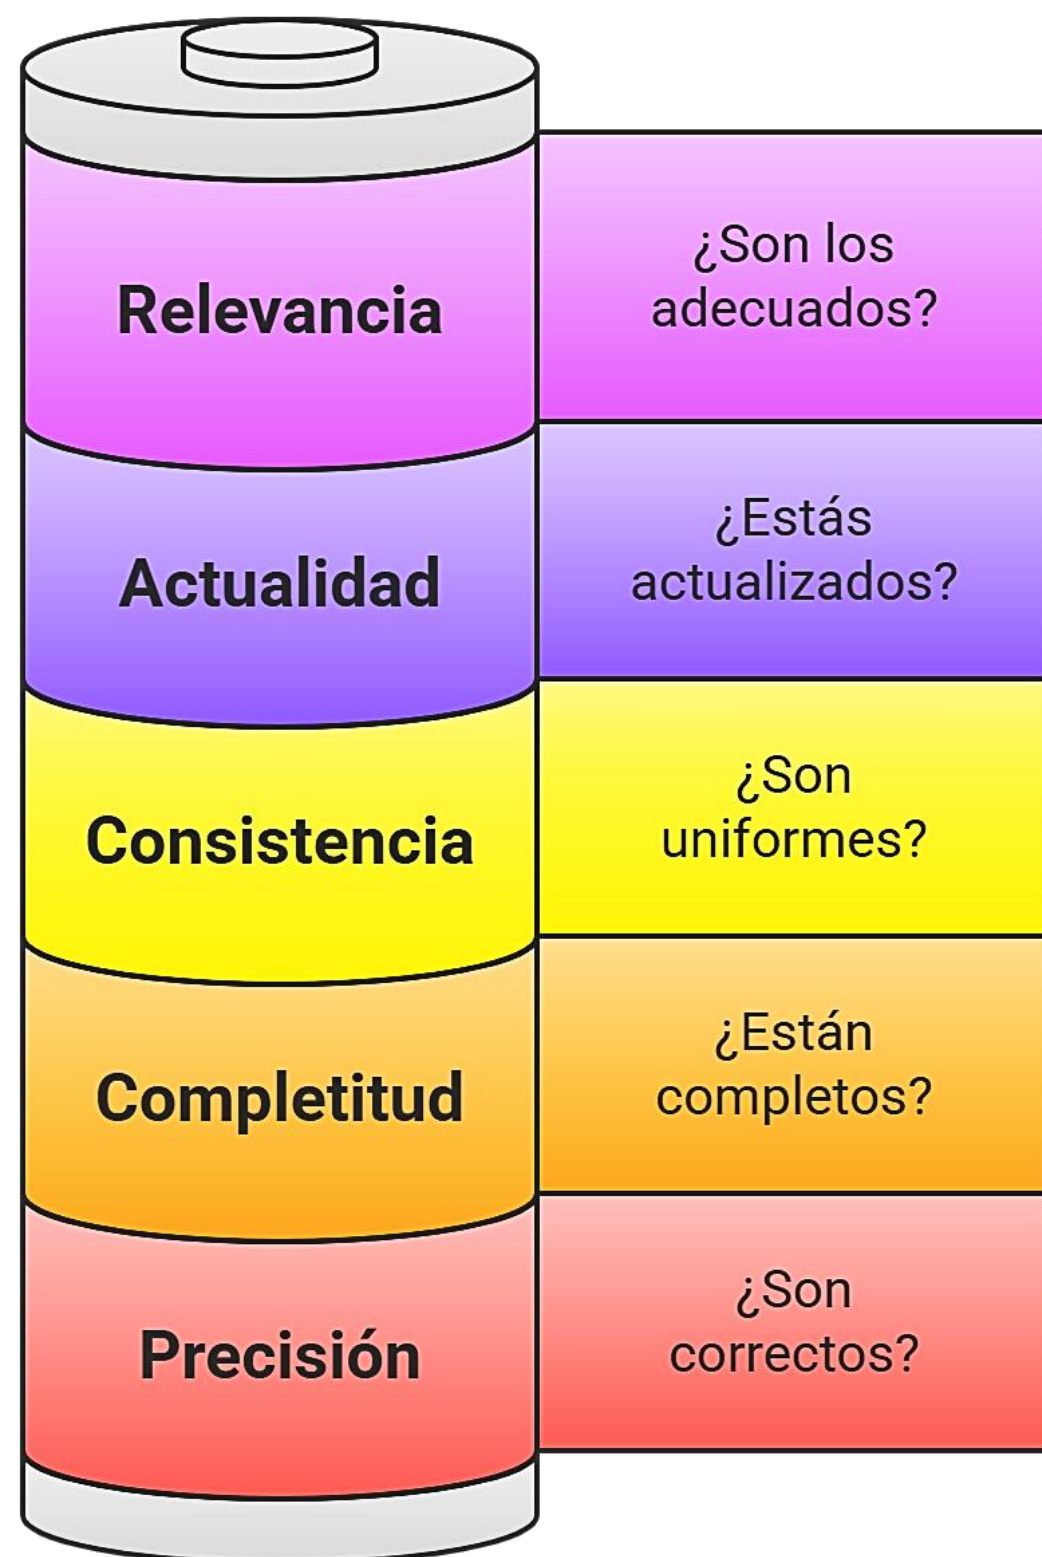 Relevancia
¿Son los
adecuados?
Actualidad
¿Estás
actualizados?
Consistencia
¿Son
uniformes?
Completitud
¿Están
completos?
Precisión
¿Son
correctos?